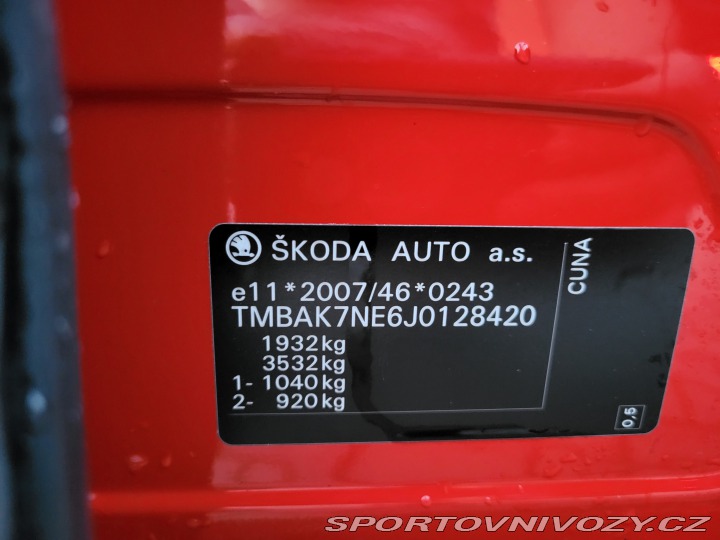 ŠKODA AUTO a.s.
e11*2007/46*0243
TMBAK7NE6J0128420
1932kg
3532kg
1- 1040kg
2- 920kg
CUNA
0,5
SPORTOVNIVOZY.CZ